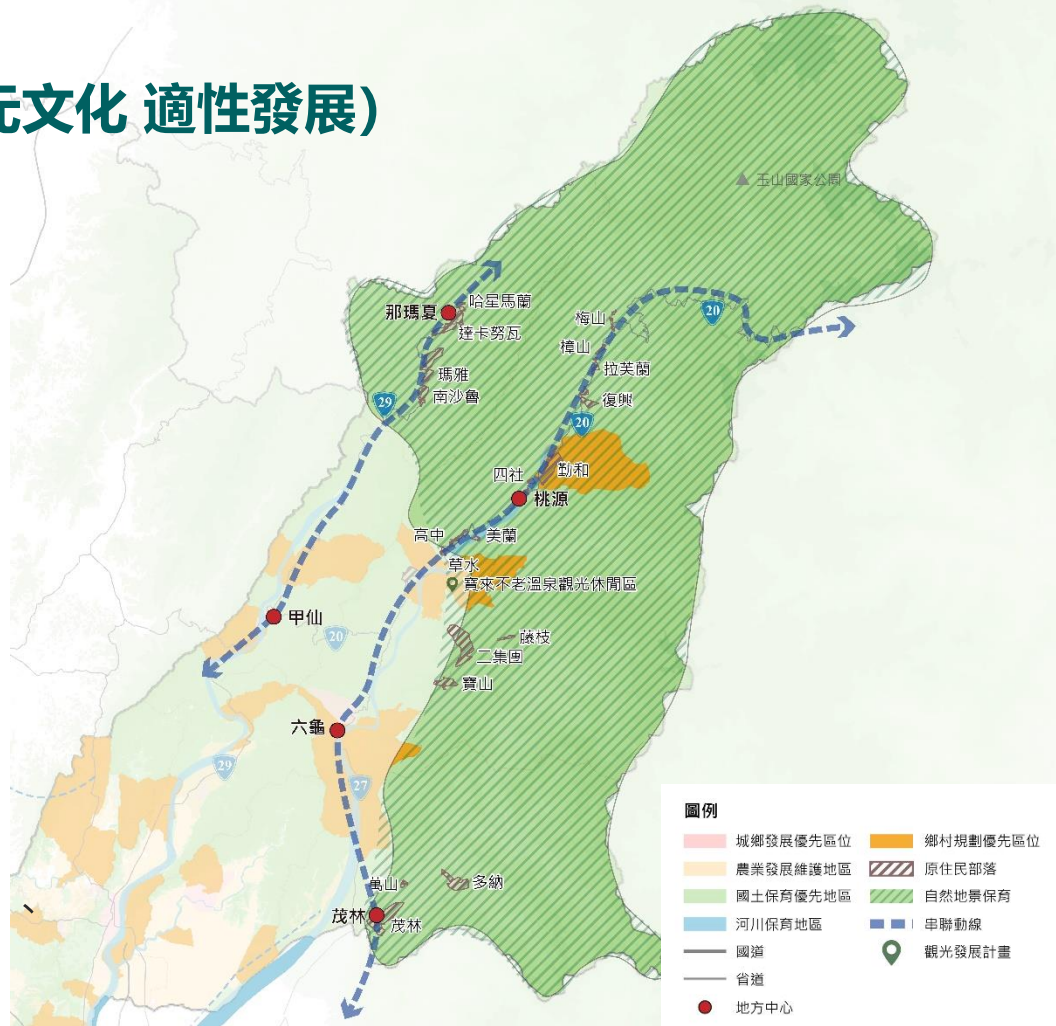 元文化 適性發展)
玉山國家公園
哈星馬蘭
那瑪夏
達卡努瓦
瑪雅
南沙魯
29
梅山
20
樟山
拉芙蘭
復興
20
四社
勤和
桃源
高中
美蘭
草水
寶來不老溫泉觀光休閒區
甲仙
20
藤枝
二集團
寶山
六龜
29
27
萬山
多納
茂林
茂林
圖例
城鄉發展優先區位
鄉村規劃優先區位
農業發展維護地區
原住民部落
國土保育優先地區
自然地景保育
河川保育地區
串聯動線
國道
觀光發展計畫
省道
地方中心